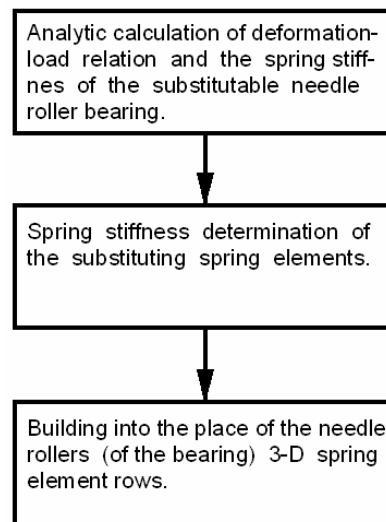 Analytic calculation of deformation-
load relation and the spring stiff-
nes of the substitutable needle
roller bearing.
Spring stiffness determination of
the substituting spring elements.
Building into the place of the needle
rollers (of the bearing) 3-D spring
element rows.